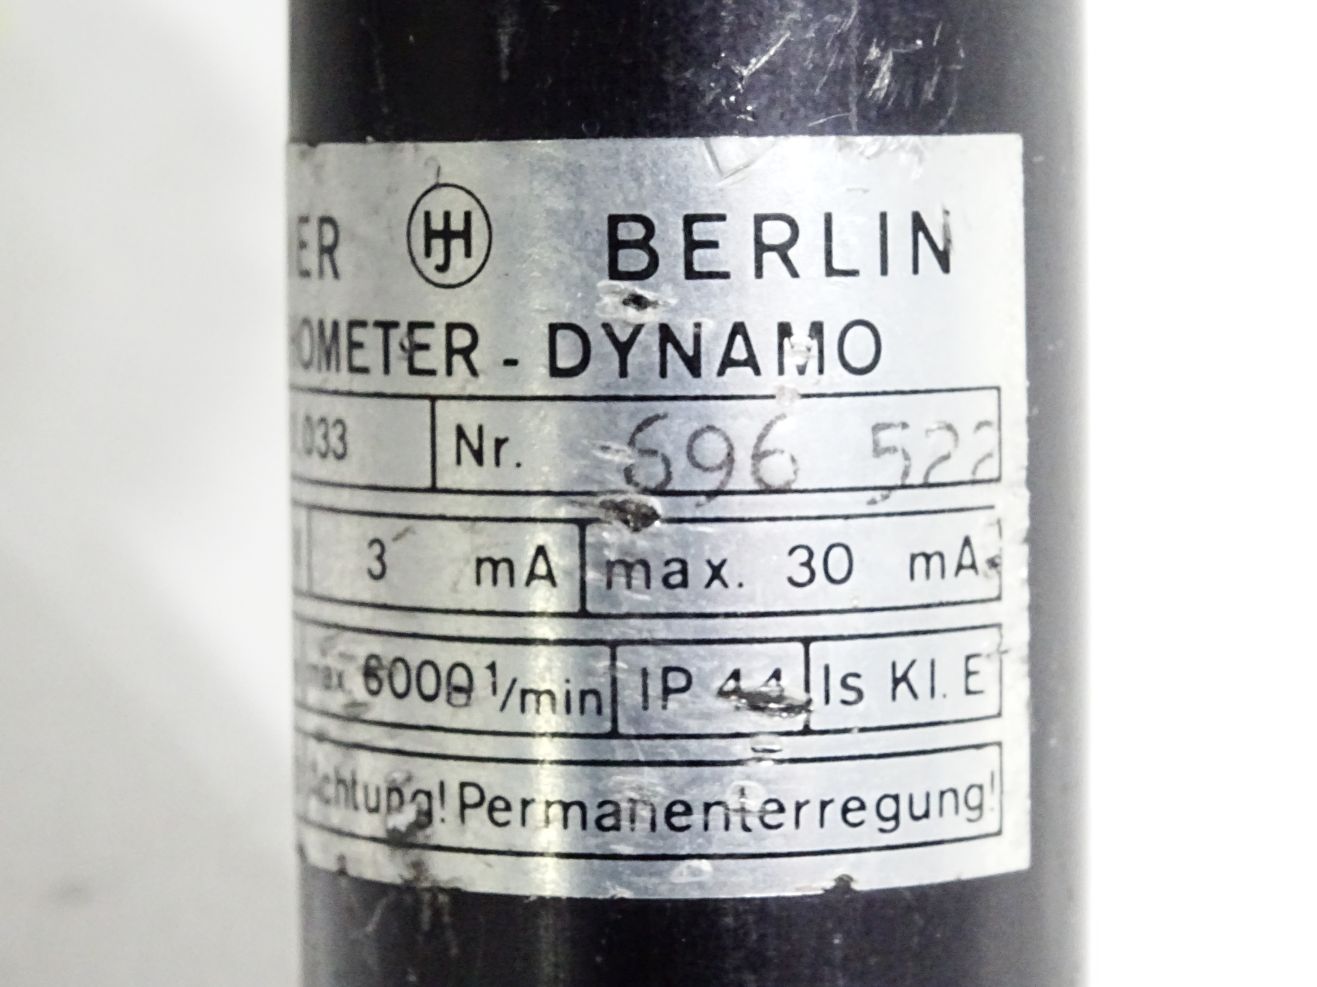 ER HJH BERLIN
HOMETER - DYNAMO
.033 Nr. 696 522
3 mA max. 30 mA
max. 6000 1/min IP 44 Is Kl. E
Achtung! Permanenterregung!